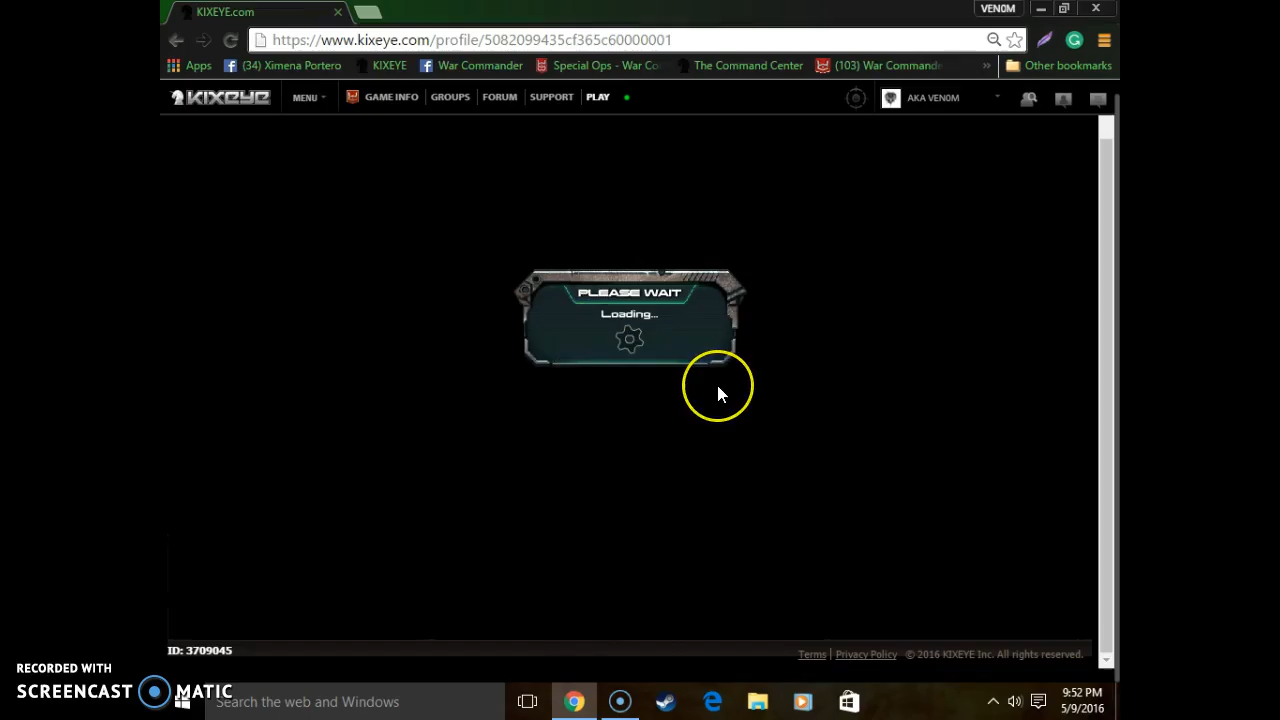 KIXEYE.com
VEN0M
https://www.kixeye.com/profile/5082099435cf365c60000001
Apps
(34) Ximena Portero
KIXEYE
War Commander
Special Ops - War Co
The Command Center
(103) War Command
»
Other bookmarks
KIXEYE
MENU
GAME INFO
GROUPS
FORUM
SUPPORT
PLAY
AKA VEN0M
PLEASE WAIT
Loading...
ID: 3709045
Terms | Privacy Policy © 2016 KIXEYE Inc. All rights reserved.
RECORDED WITH
SCREENCAST MATIC
Search the web and Windows
9:52 PM
5/9/2016